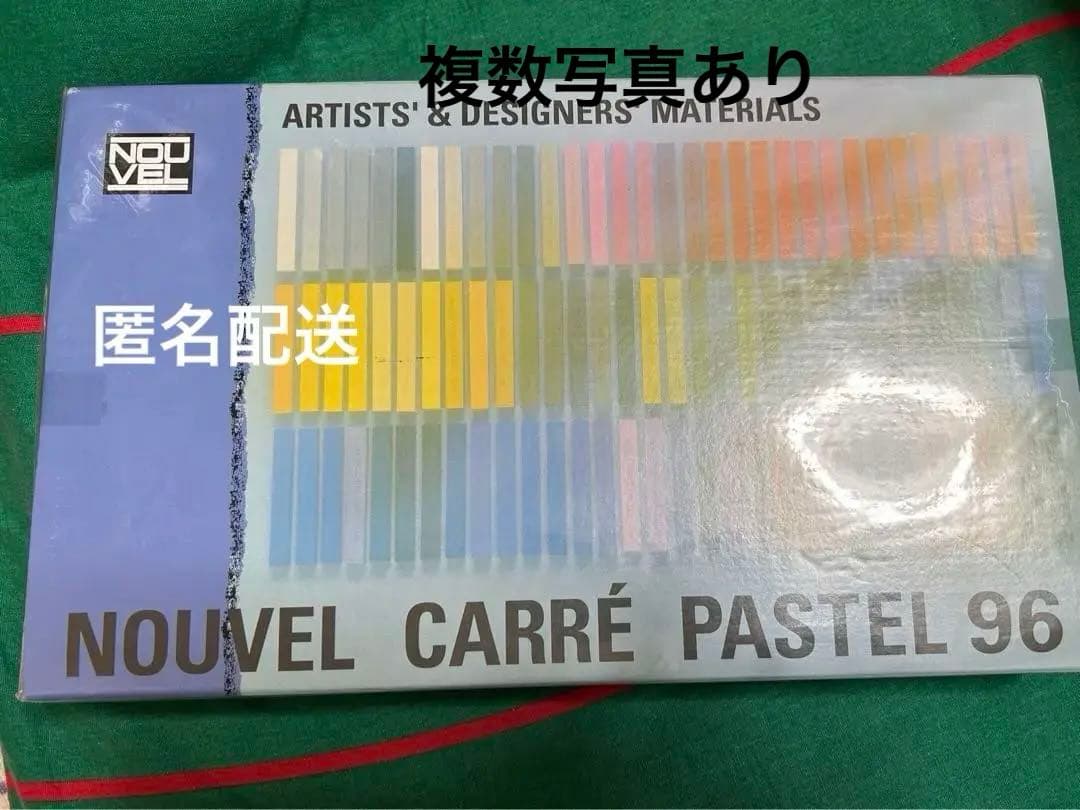 複数写真あり
ARTISTS' & DESIGNERS' MATERIALS
NOU
VEL
匿名配送
NOUVEL CARRÉ PASTEL 96